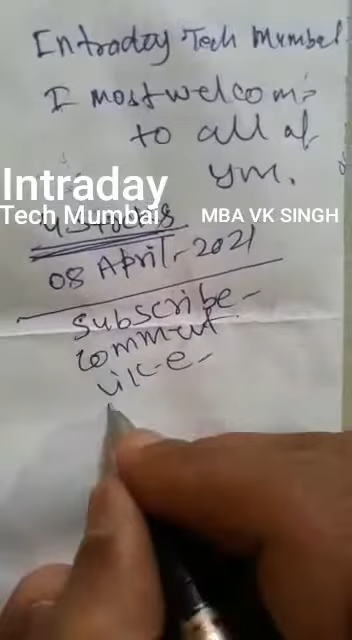 Intraday Tech Mumbai
I most welcome
to all of
you.
Intraday
Tech Mumbai
MBA VK SINGH
08 April-2021
Subscribe-
comment
Like-